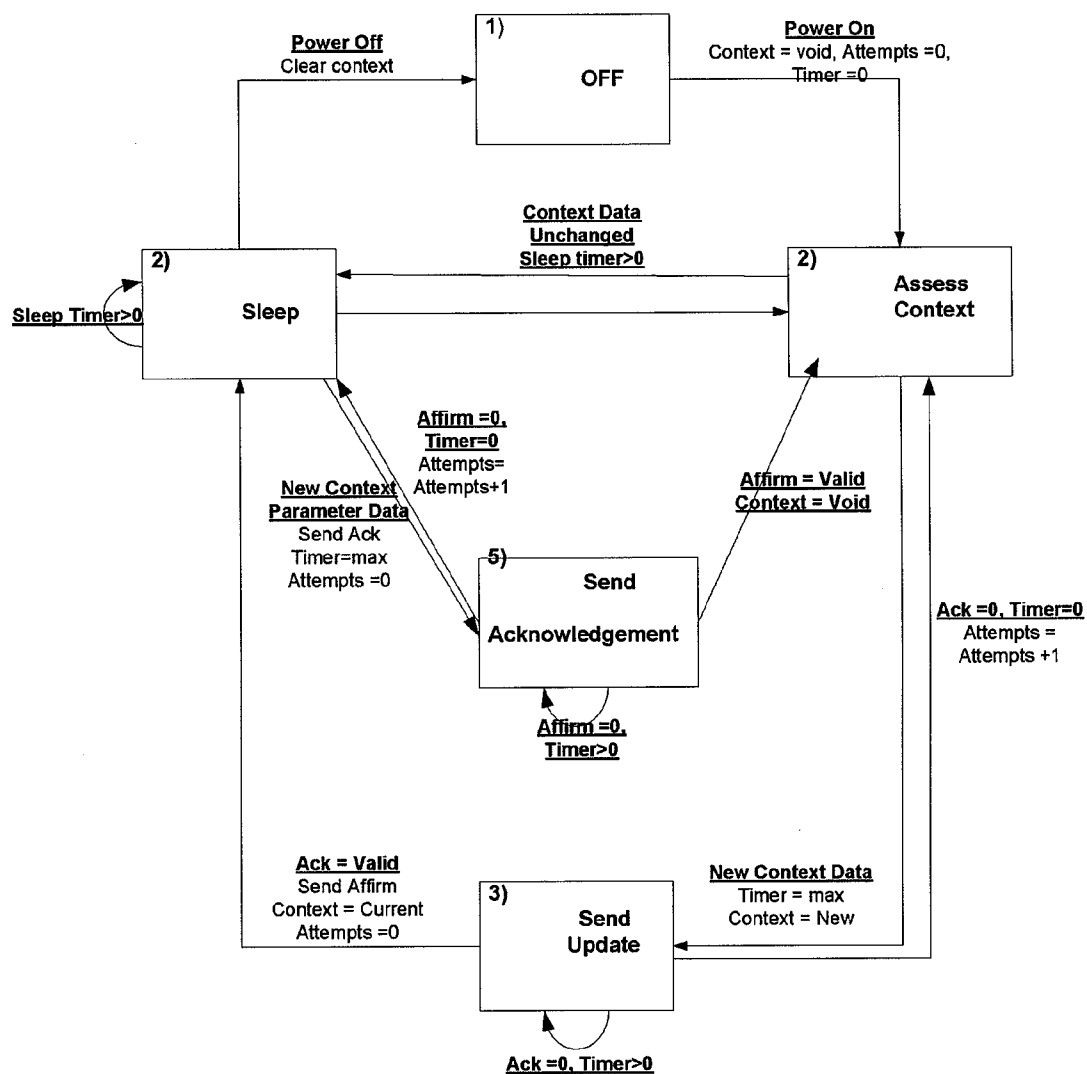 Power Off
Clear context
1)
OFF
Power On
Context = void, Attempts =0,
Timer =0
Context Data
Unchanged
Sleep timer>0
2)
Sleep
Sleep Timer>0
2)
Assess
Context
Affirm =0,
Timer=0
Attempts=
Attempts+1
New Context
Parameter Data
Send Ack
Timer=max
Attempts =0
Affirm = Valid
Context = Void
5)
Send
Acknowledgement
Affirm =0,
Timer>0
Ack =0, Timer=0
Attempts =
Attempts +1
Ack = Valid
Send Affirm
Context = Current
Attempts =0
3)
Send
Update
New Context Data
Timer = max
Context = New
Ack =0, Timer>0